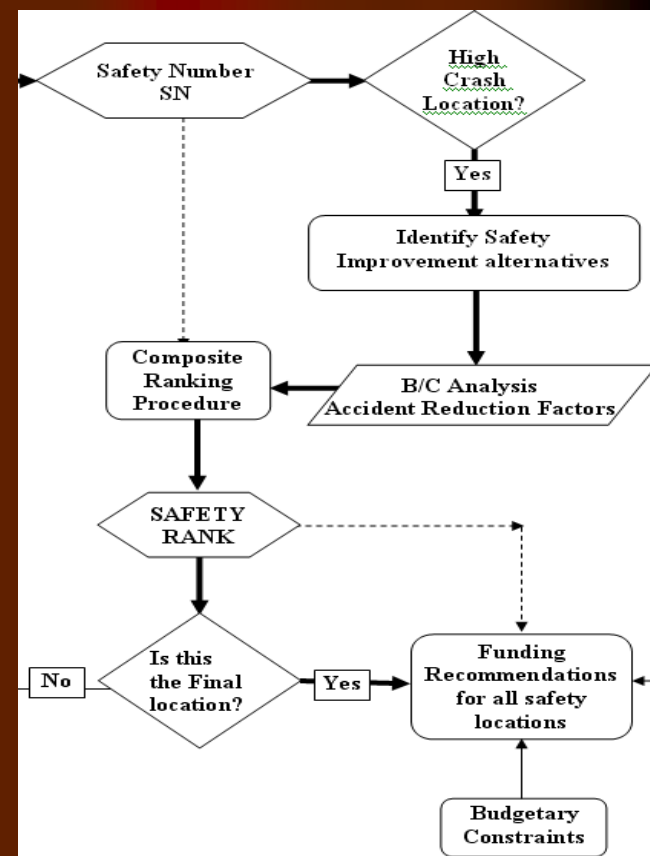 Safety Number
SN
High
Crash
Location?
Yes
Identify Safety
Improvement alternatives
Composite
Ranking
Procedure
B/C Analysis
Accident Reduction Factors
SAFETY
RANK
Is this
the Final
location?
No
Yes
Funding
Recommendations
for all safety
locations
Budgetary
Constraints